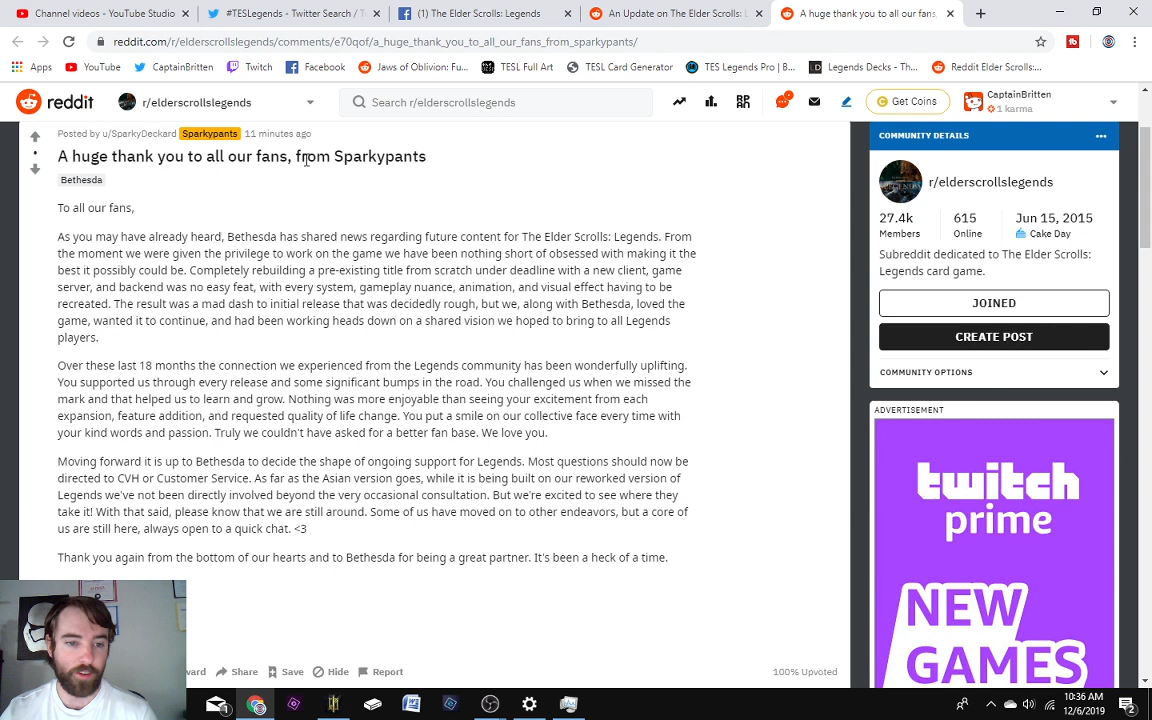 Channel videos - YouTube Studio
#TESLegends - Twitter Search / T
(1) The Elder Scrolls: Legends
An Update on The Elder Scrolls: L
A huge thank you to all our fans,
reddit.com/r/elderscrollslegends/comments/e70qof/a_huge_thank_you_to_all_our_fans_from_sparkypants/
Apps YouTube CaptainBritten Twitch Facebook Jaws of Oblivion: Fu... TESL Full Art TESL Card Generator TES Legends Pro | B... Legends Decks - Th... Reddit Elder Scrolls:...
reddit r/elderscrollslegends Search r/elderscrollslegends Get Coins CaptainBritten
1 karma
Posted by u/SparkyDeckard Sparkypants 11 minutes ago
A huge thank you to all our fans, from Sparkypants
Bethesda
To all our fans,
As you may have already heard, Bethesda has shared news regarding future content for The Elder Scrolls: Legends. From
the moment we were given the privilege to work on the game we have been nothing short of obsessed with making it the
best it possibly could be. Completely rebuilding a pre-existing title from scratch under deadline with a new client, game
server, and backend was no easy feat, with every system, gameplay nuance, animation, and visual effect having to be
recreated. The result was a mad dash to initial release that was decidedly rough, but we, along with Bethesda, loved the
game, wanted it to continue, and had been working heads down on a shared vision we hoped to bring to all Legends
players.
Over these last 18 months the connection we experienced from the Legends community has been wonderfully uplifting.
You supported us through every release and some significant bumps in the road. You challenged us when we missed the
mark and that helped us to learn and grow. Nothing was more enjoyable than seeing your excitement from each
expansion, feature addition, and requested quality of life change. You put a smile on our collective face every time with
your kind words and passion. Truly we couldn't have asked for a better fan base. We love you.
Moving forward it is up to Bethesda to decide the shape of ongoing support for Legends. Most questions should now be
directed to CVH or Customer Service. As far as the Asian version goes, while it is being built on our reworked version of
Legends we've not been directly involved beyond the very occasional consultation. But we're excited to see where they
take it! With that said, please know that we are still around. Some of us have moved on to other endeavors, but a core of
us are still here, always open to a quick chat. <3
Thank you again from the bottom of our hearts and to Bethesda for being a great partner. It's been a heck of a time.
ward Share Save Hide Report 100% Upvoted
COMMUNITY DETAILS
r/elderscrollslegends
27.4k 615 Jun 15, 2015
Members Online Cake Day
Subreddit dedicated to The Elder Scrolls:
Legends card game.
JOINED
CREATE POST
COMMUNITY OPTIONS
ADVERTISEMENT
twitch
prime
NEW
GAMES
10:36 AM
12/6/2019